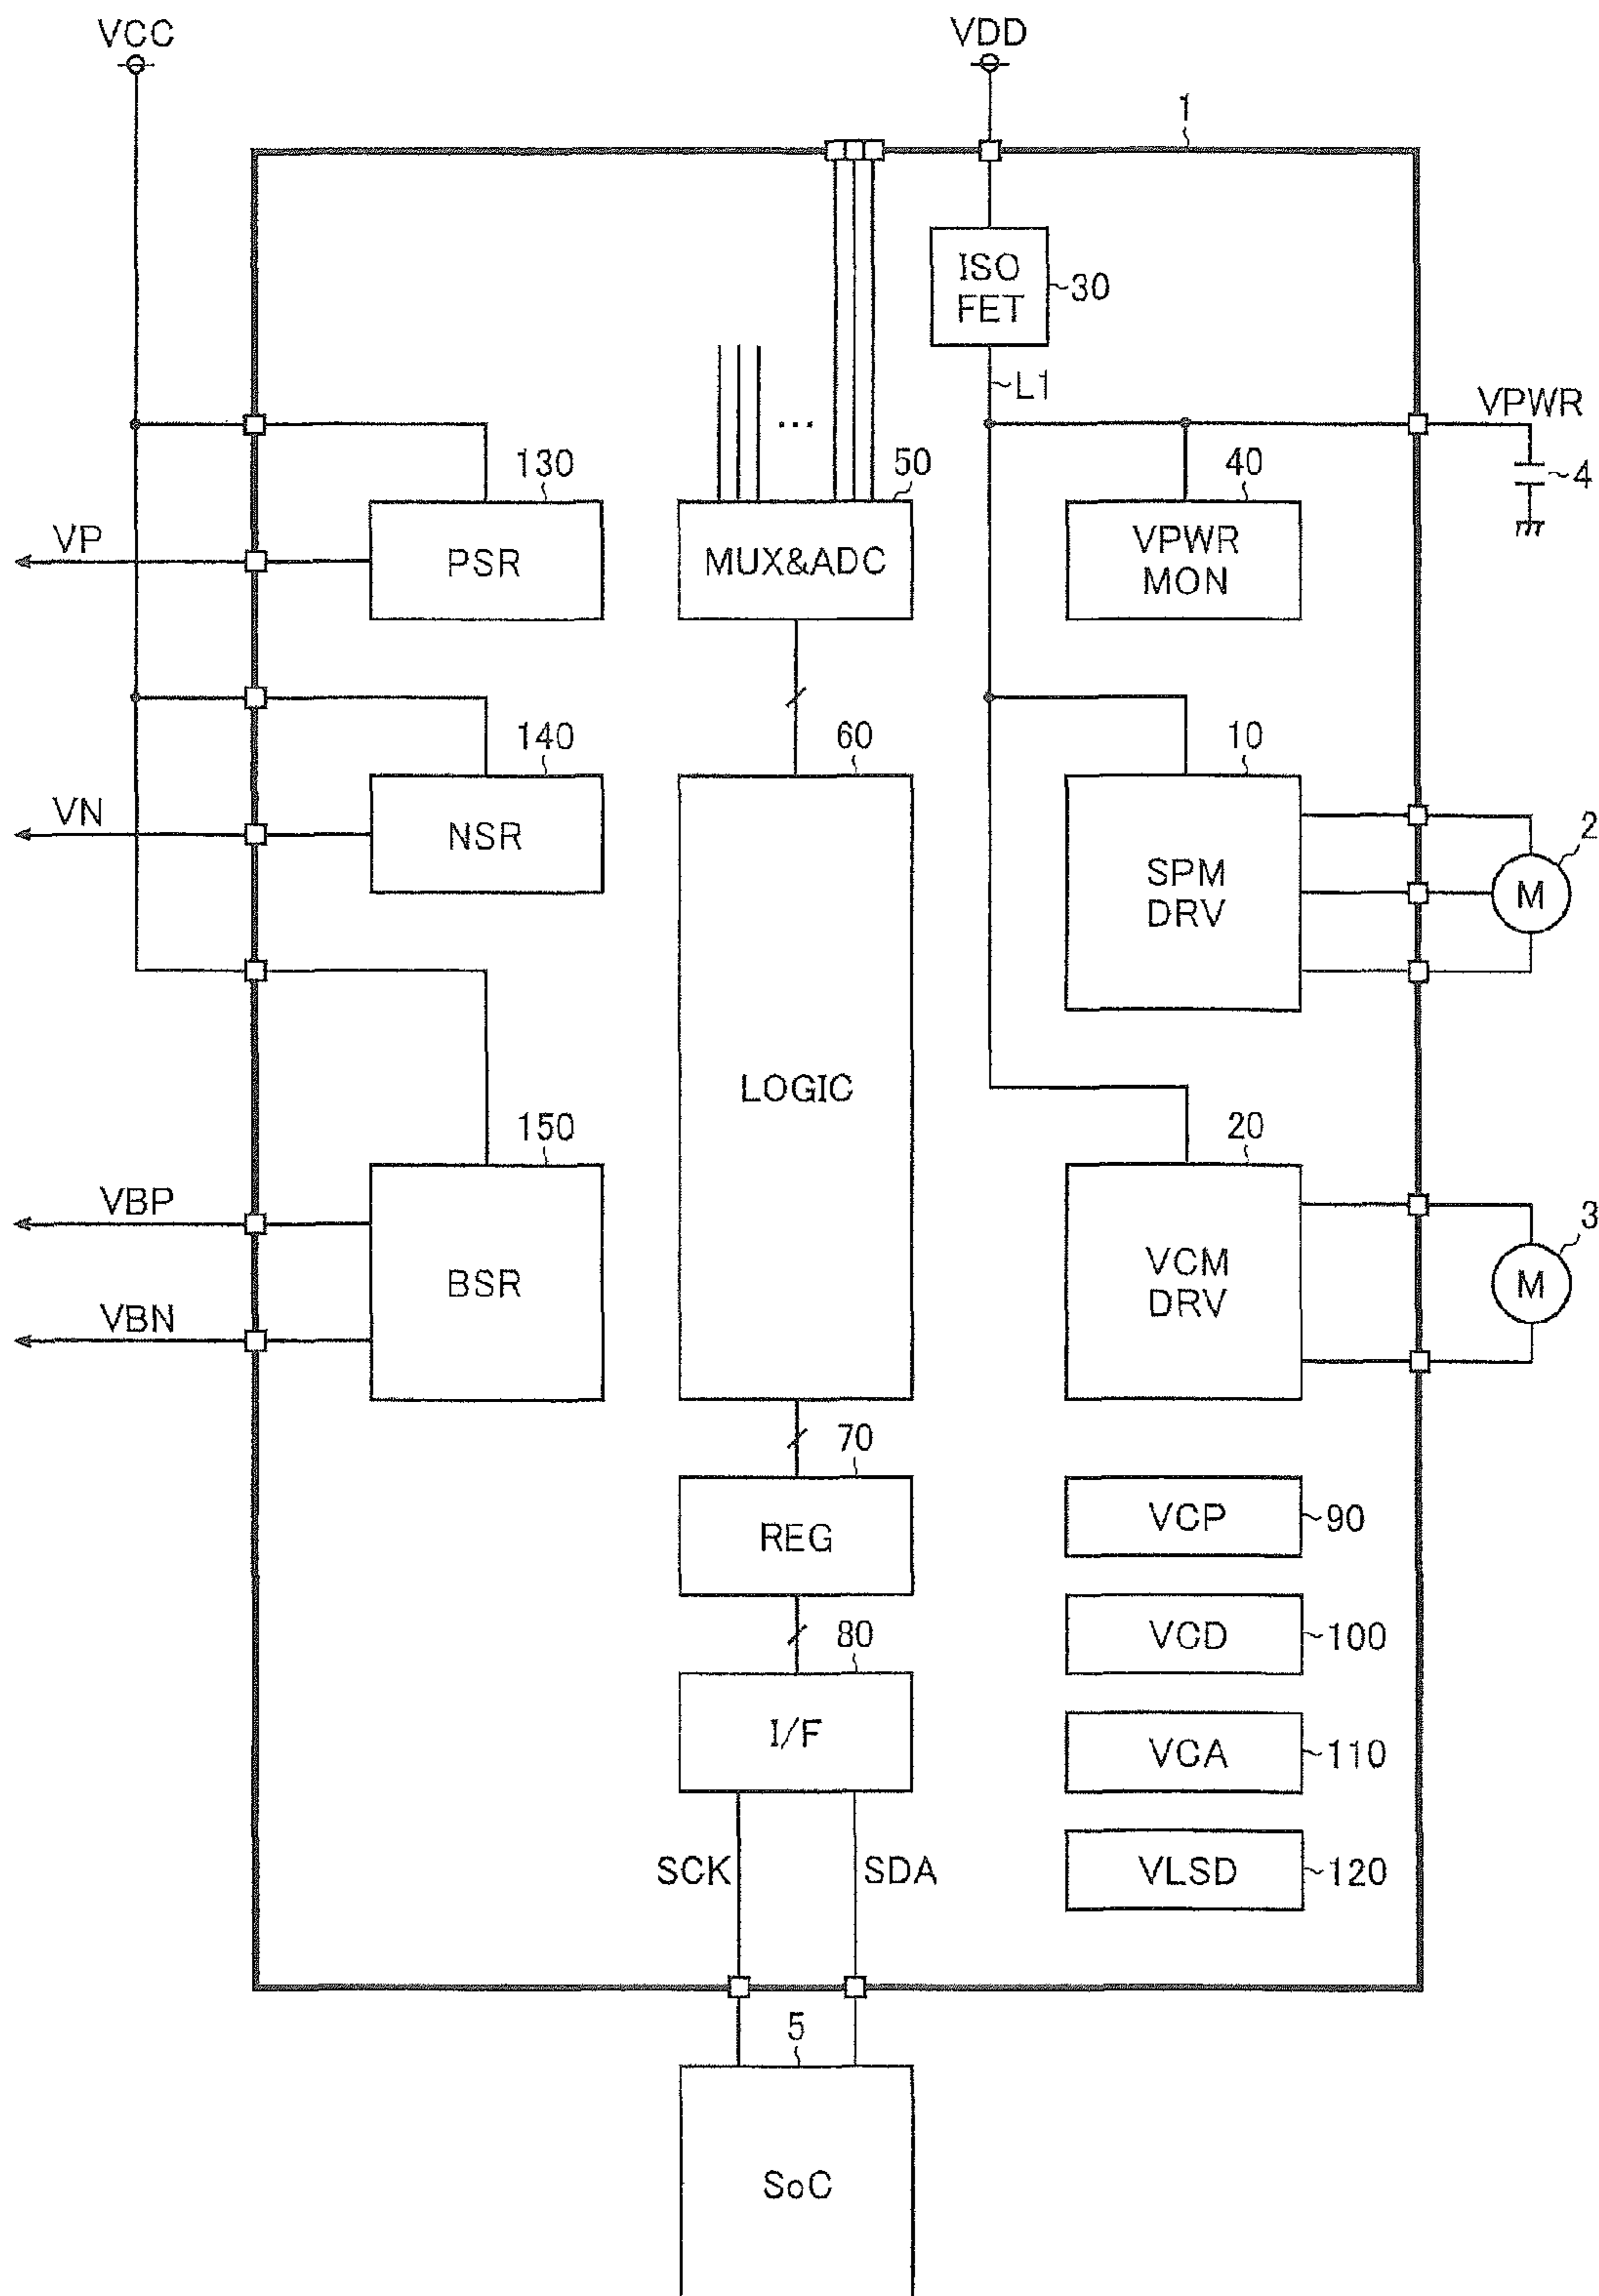 VCC
VDD
1
ISO
FET
30
L1
VPWR
4
130
50
40
VP
PSR
MUX&ADC
...
VPWR
MON
140
60
10
VN
NSR
SPM
DRV
2
M
LOGIC
150
20
VBP
VBN
BSR
VCM
DRV
3
M
70
REG
VCP
90
80
VCD
100
I/F
VCA
110
SCK
SDA
VLSD
120
5
SoC